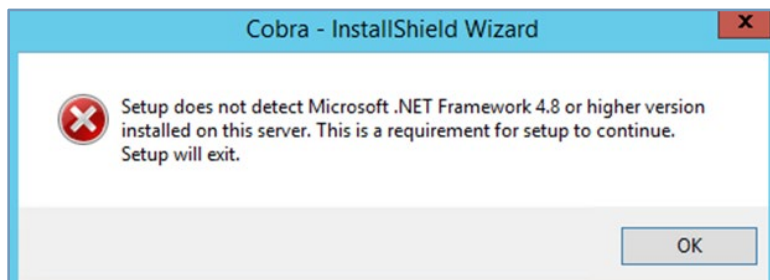 Cobra - InstallShield Wizard
x
Setup does not detect Microsoft .NET Framework 4.8 or higher version
installed on this server. This is a requirement for setup to continue.
Setup will exit.
OK